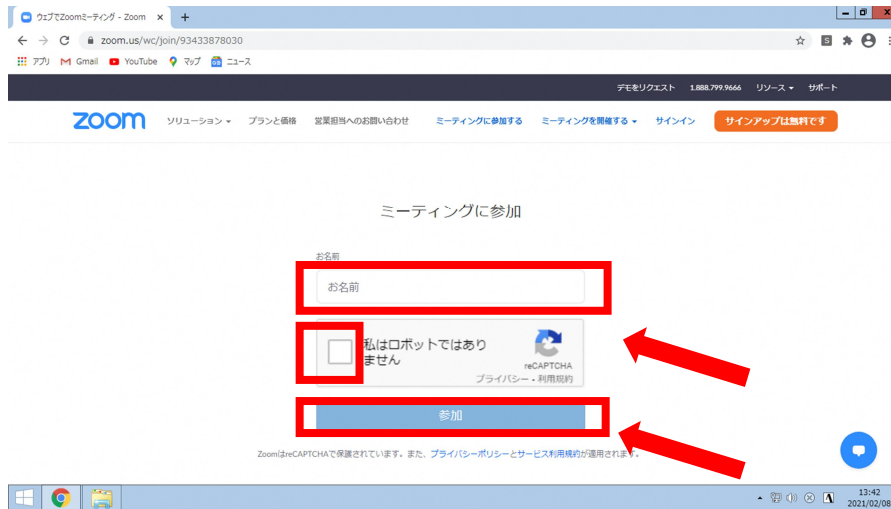 ウェブでZoomミーティング - Zoom
zoom.us/wc/join/93433878030
アプリ Gmail YouTube マップ ニュース
デモをリクエスト 1.888.799.9666 リソース サポート
zoom ソリューション プランと価格 営業担当へのお問い合わせ ミーティングに参加する ミーティングを開催する サインイン サインアップは無料です
ミーティングに参加
お名前
お名前
私はロボットではあり
ません
reCAPTCHA
プライバシー - 利用規約
参加
ZoomはreCAPTCHAで保護されています。また、プライバシーポリシーとサービス利用規約が適用されます。
13:42
2021/02/08